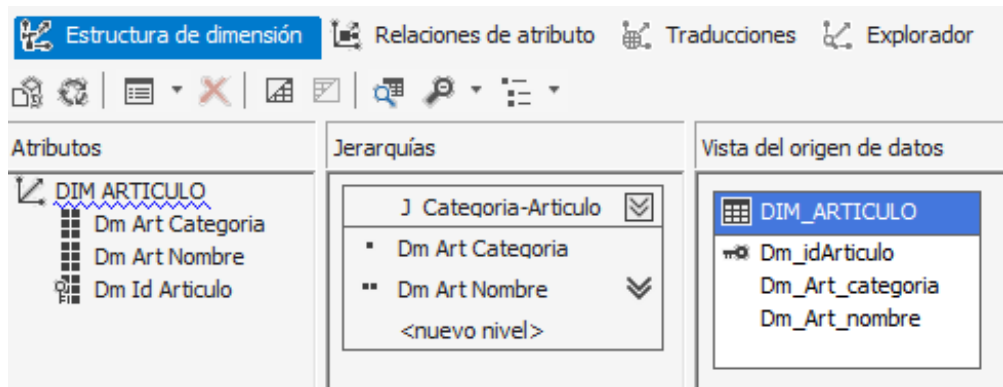 Estructura de dimensión Relaciones de atributo Traducciones Explorador
Atributos
DIM ARTICULO
Dm Art Categoria
Dm Art Nombre
Dm Id Articulo
Jerarquías
J Categoria-Articulo
Dm Art Categoria
Dm Art Nombre
<nuevo nivel>
Vista del origen de datos
DIM_ARTICULO
Dm_idArticulo
Dm_Art_categoria
Dm_Art_nombre